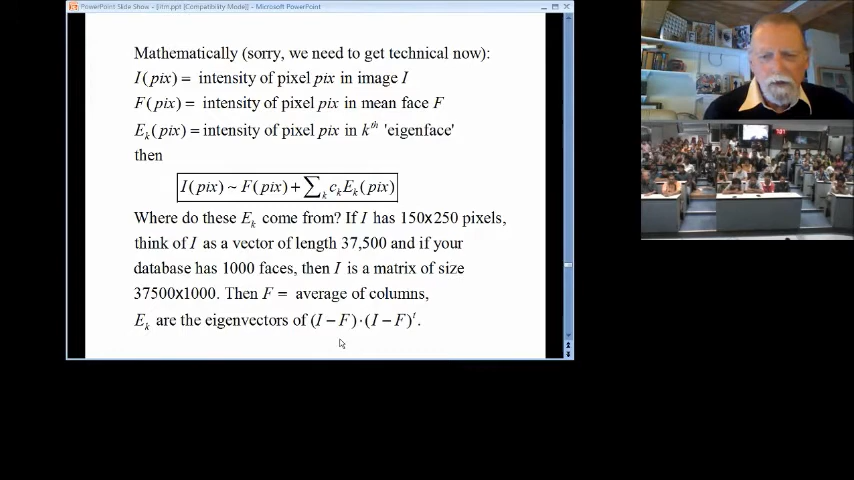 PowerPoint Slide Show - [itm.ppt [Compatibility Mode]] - Microsoft PowerPoint
Mathematically (sorry, we need to get technical now):
I(pix) = intensity of pixel pix in image I
F(pix) = intensity of pixel pix in mean face F
E_k(pix) = intensity of pixel pix in k^th 'eigenface'
then
I(pix) ~ F(pix) + ∑_k c_k E_k(pix)
Where do these E_k come from? If I has 150x250 pixels,
think of I as a vector of length 37,500 and if your
database has 1000 faces, then I is a matrix of size
37500x1000. Then F = average of columns,
E_k are the eigenvectors of (I − F)·(I − F)^t.